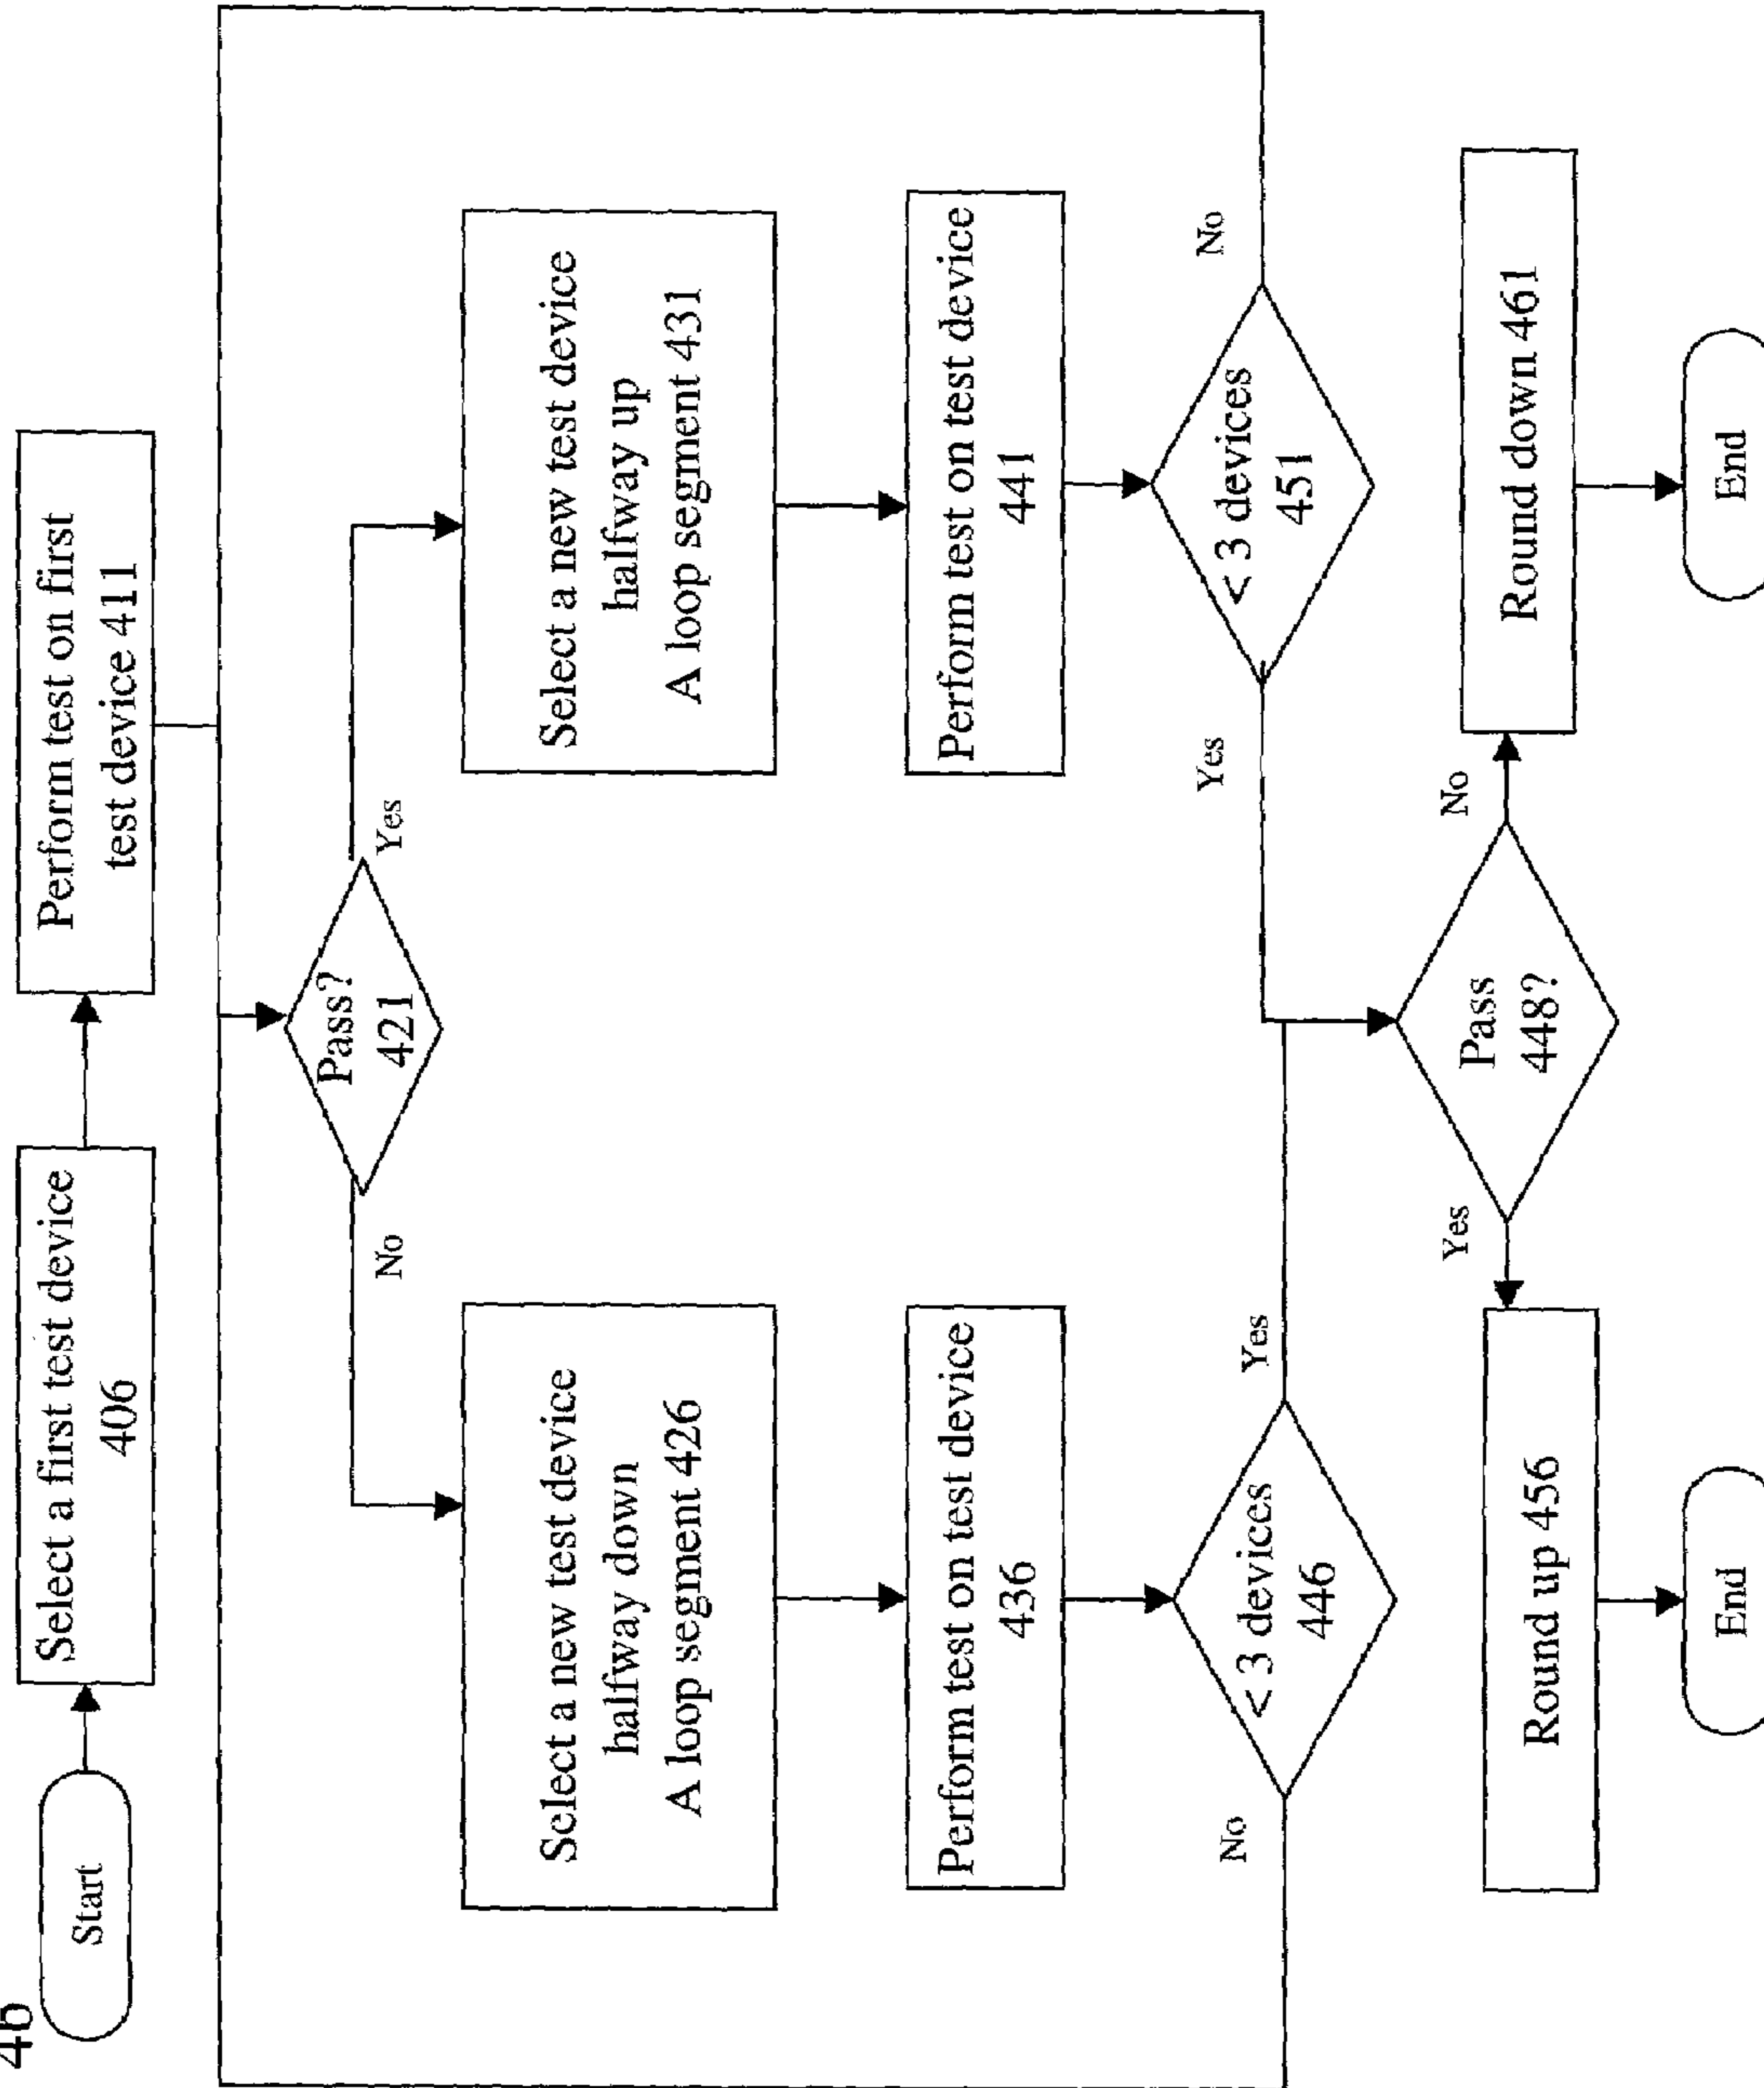 4b
Start
Select a first test device
406
Perform test on first
test device 411
Pass?
421
No
Yes
Select a new test device
halfway down
A loop segment 426
Select a new test device
halfway up
A loop segment 431
Perform test on test device
436
Perform test on test device
441
No
< 3 devices
446
Yes
Yes
< 3 devices
451
No
Yes
Pass
448?
No
Round up 456
Round down 461
End
End